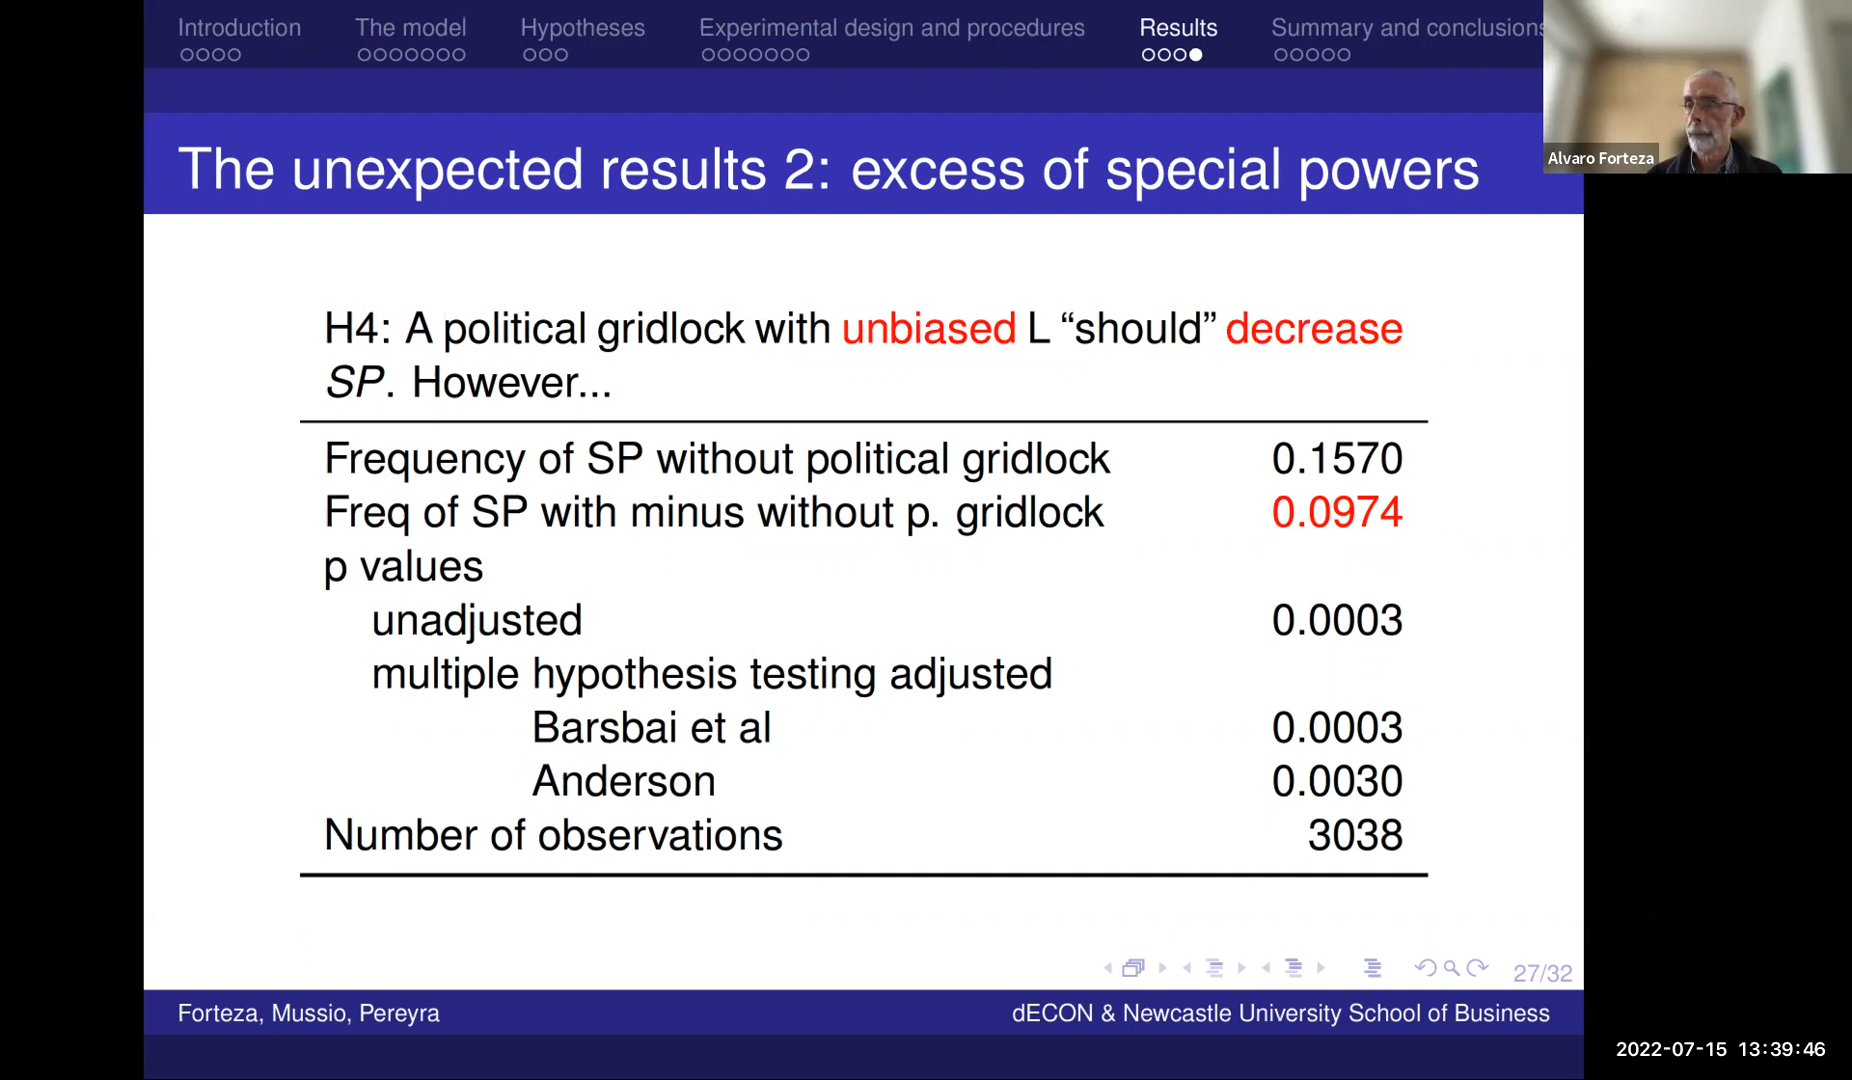 Introduction The model Hypotheses Experimental design and procedures Results Summary and conclusions
The unexpected results 2: excess of special powers
Alvaro Forteza
H4: A political gridlock with unbiased L “should” decrease
SP. However...
Frequency of SP without political gridlock 0.1570
Freq of SP with minus without p. gridlock 0.0974
p values
unadjusted 0.0003
multiple hypothesis testing adjusted
Barsbai et al 0.0003
Anderson 0.0030
Number of observations 3038
27/32
Forteza, Mussio, Pereyra dECON & Newcastle University School of Business
2022-07-15 13:39:46